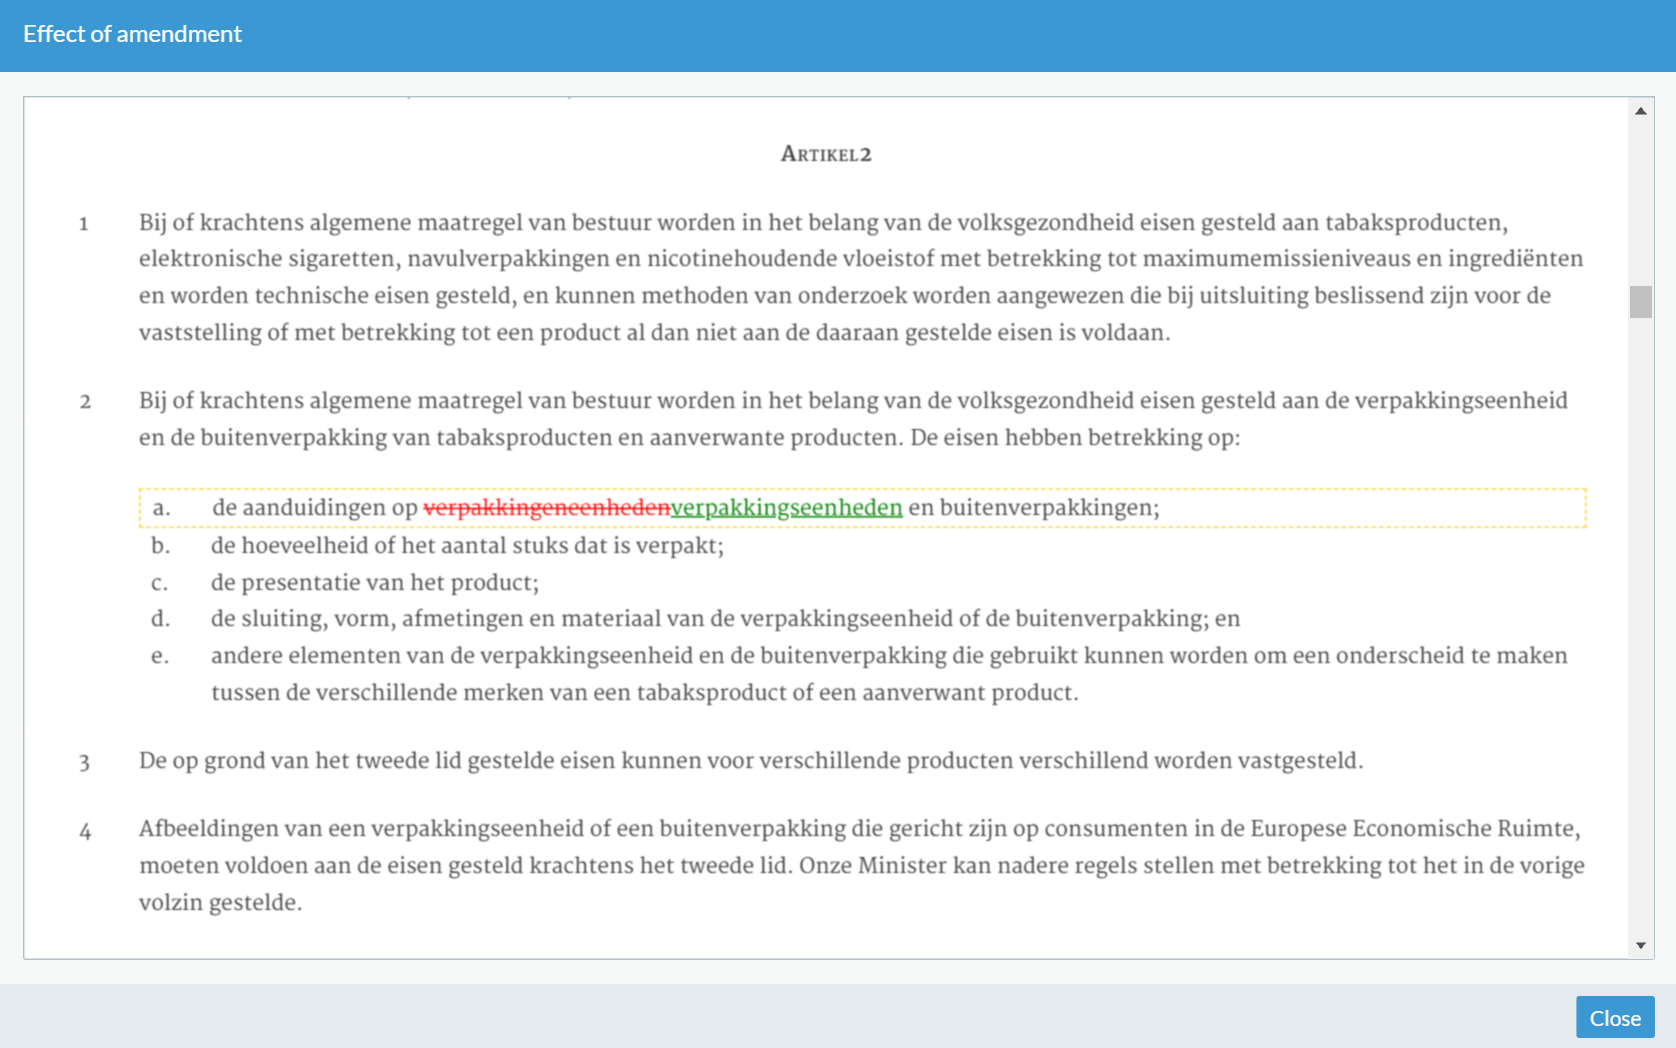 Effect of amendment
Artikel2
1 Bij of krachtens algemene maatregel van bestuur worden in het belang van de volksgezondheid eisen gesteld aan tabaksproducten,
elektronische sigaretten, navulverpakkingen en nicotinehoudende vloeistof met betrekking tot maximumemissieniveaus en ingrediënten
en worden technische eisen gesteld, en kunnen methoden van onderzoek worden aangewezen die bij uitsluiting beslissend zijn voor de
vaststelling of met betrekking tot een product al dan niet aan de daaraan gestelde eisen is voldaan.
2 Bij of krachtens algemene maatregel van bestuur worden in het belang van de volksgezondheid eisen gesteld aan de verpakkingseenheid
en de buitenverpakking van tabaksproducten en aanverwante producten. De eisen hebben betrekking op:
a. de aanduidingen op verpakkingeneenhedenverpakkingseenheden en buitenverpakkingen;
b. de hoeveelheid of het aantal stuks dat is verpakt;
c. de presentatie van het product;
d. de sluiting, vorm, afmetingen en materiaal van de verpakkingseenheid of de buitenverpakking; en
e. andere elementen van de verpakkingseenheid en de buitenverpakking die gebruikt kunnen worden om een onderscheid te maken
tussen de verschillende merken van een tabaksproduct of een aanverwant product.
3 De op grond van het tweede lid gestelde eisen kunnen voor verschillende producten verschillend worden vastgesteld.
4 Afbeeldingen van een verpakkingseenheid of een buitenverpakking die gericht zijn op consumenten in de Europese Economische Ruimte,
moeten voldoen aan de eisen gesteld krachtens het tweede lid. Onze Minister kan nadere regels stellen met betrekking tot het in de vorige
volzin gestelde.
Close